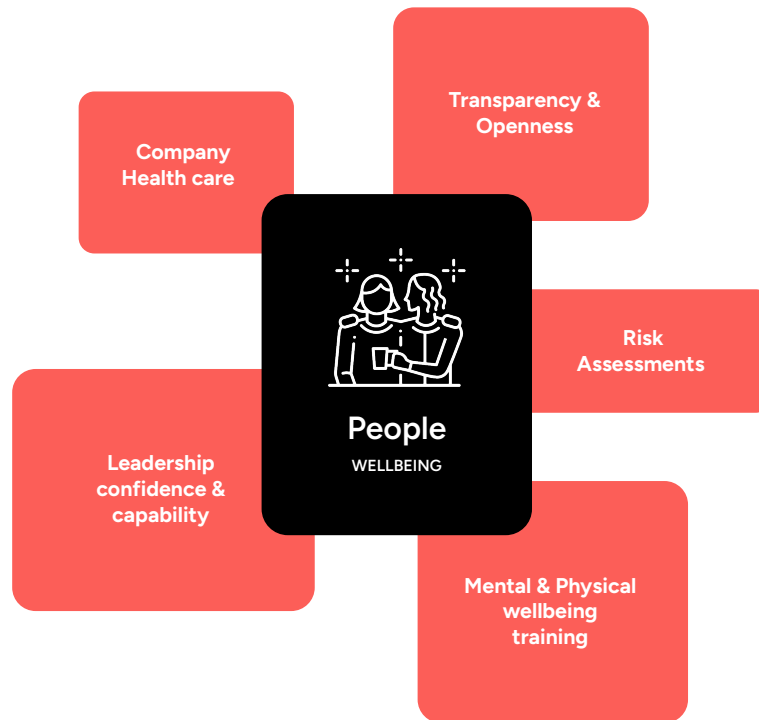 Transparency &
Openness
Company
Health care
Risk
Assessments
People
WELLBEING
Leadership
confidence &
capability
Mental & Physical
wellbeing
training